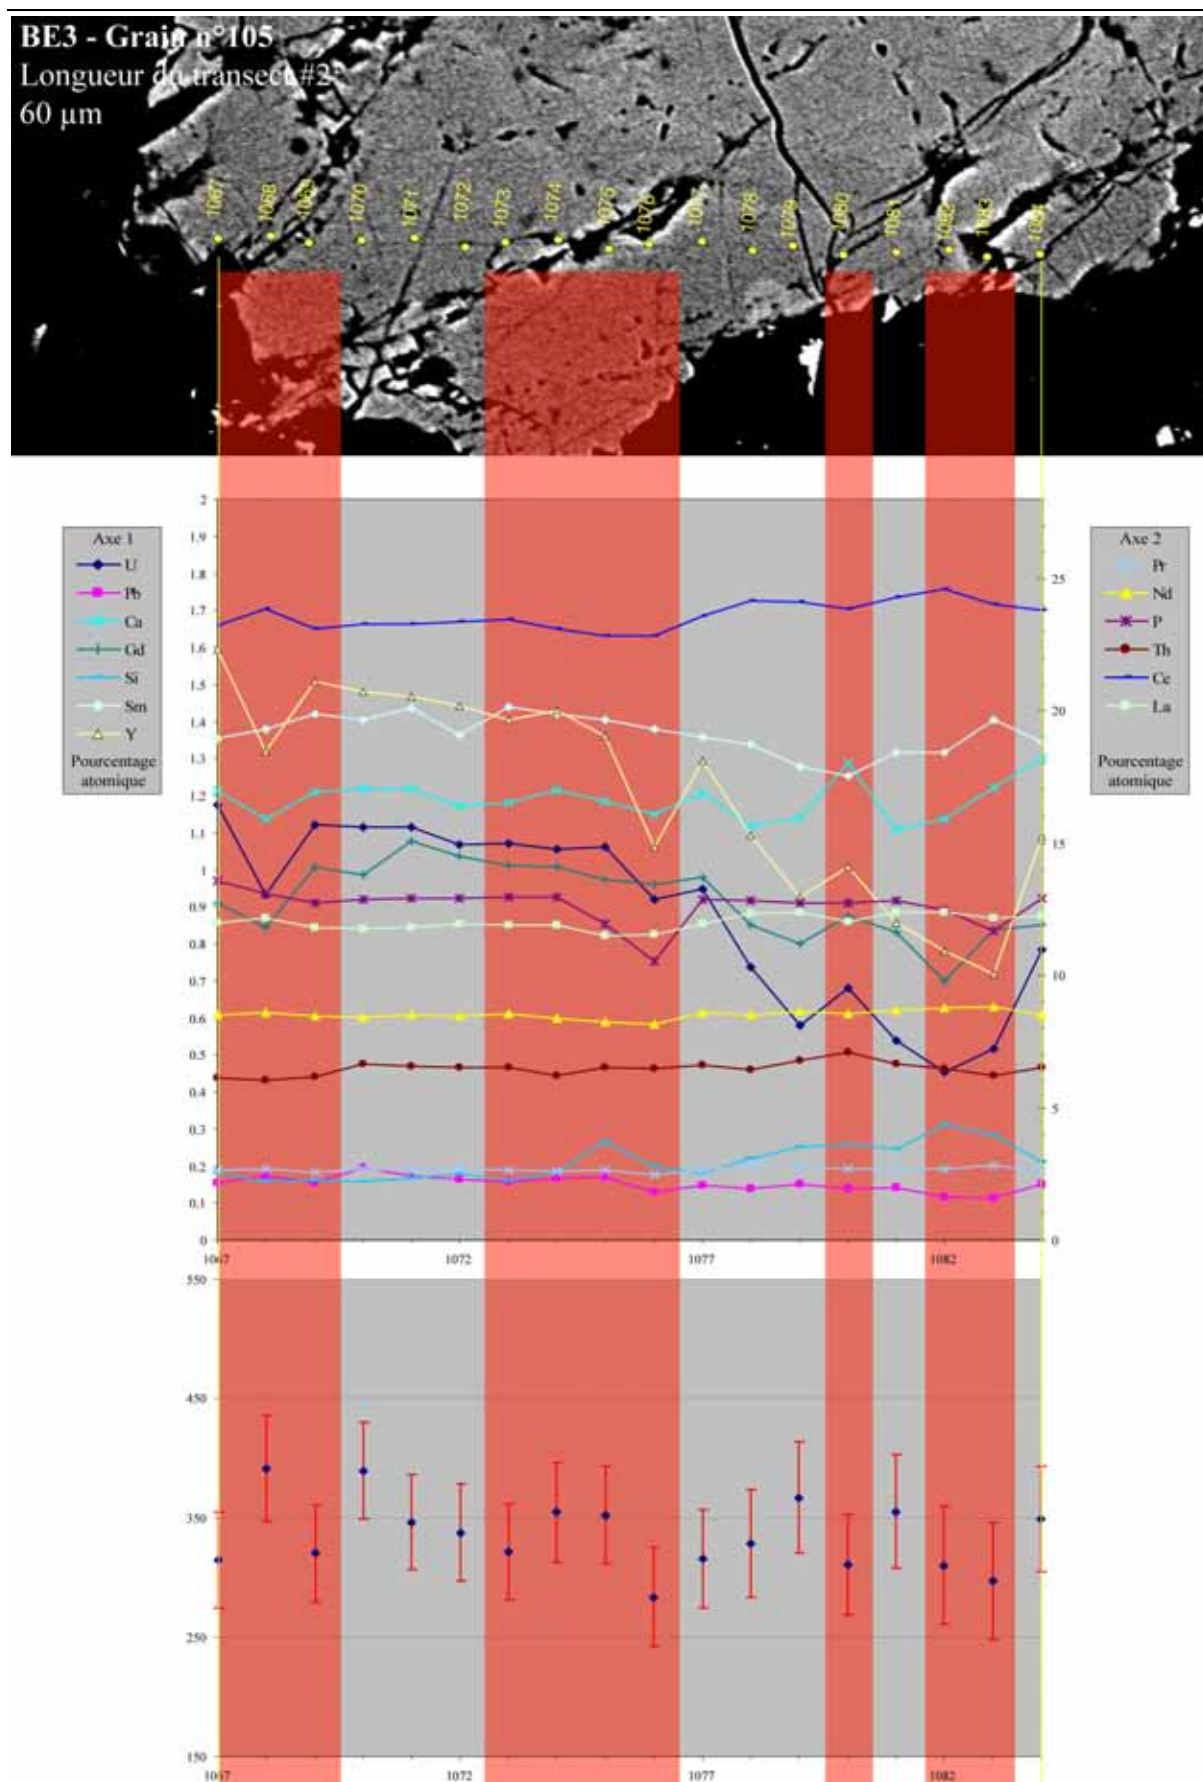 BE3 - Grain n°105
Longueur du transect #2:
60 µm
1067
1068
1069
1070
1071
1072
1073
1074
1075
1076
1077
1078
1079
1080
1081
1082
1083
1084
Axe 1
U
Pb
Ca
Gd
Si
Sm
Y
Pourcentage
atomique
2
1.9
1.8
1.7
1.6
1.5
1.4
1.3
1.2
1.1
1
0.9
0.8
0.7
0.6
0.5
0.4
0.3
0.2
0.1
0
25
20
15
10
5
0
Axe 2
Pr
Nd
P
Th
Ce
La
Pourcentage
atomique
1067
1072
1077
1082
550
450
350
250
150
1067
1072
1077
1082